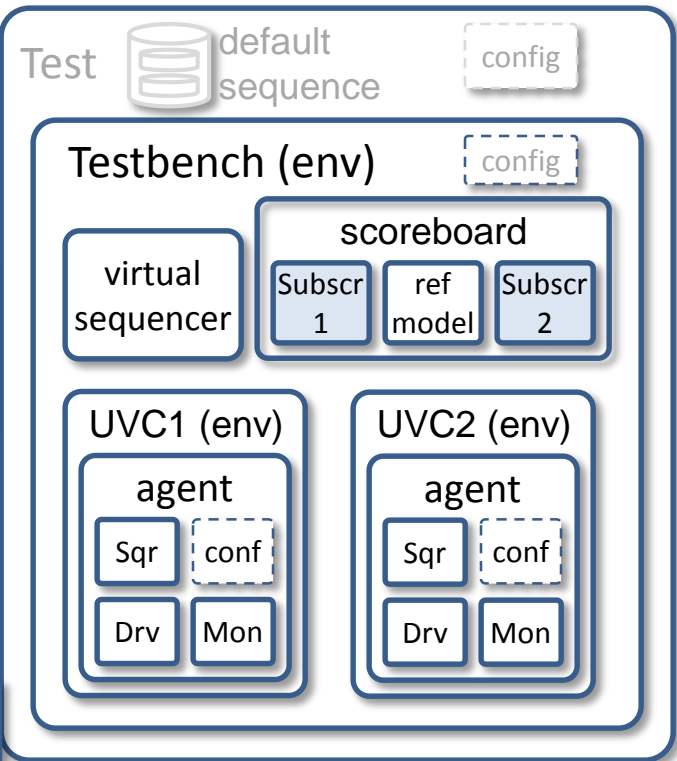 Test
default
sequence
config
Testbench (env)
config
virtual
sequencer
scoreboard
Subscr
1
ref
model
Subscr
2
UVC1 (env)
agent
Sqr
conf
Drv
Mon
UVC2 (env)
agent
Sqr
conf
Drv
Mon